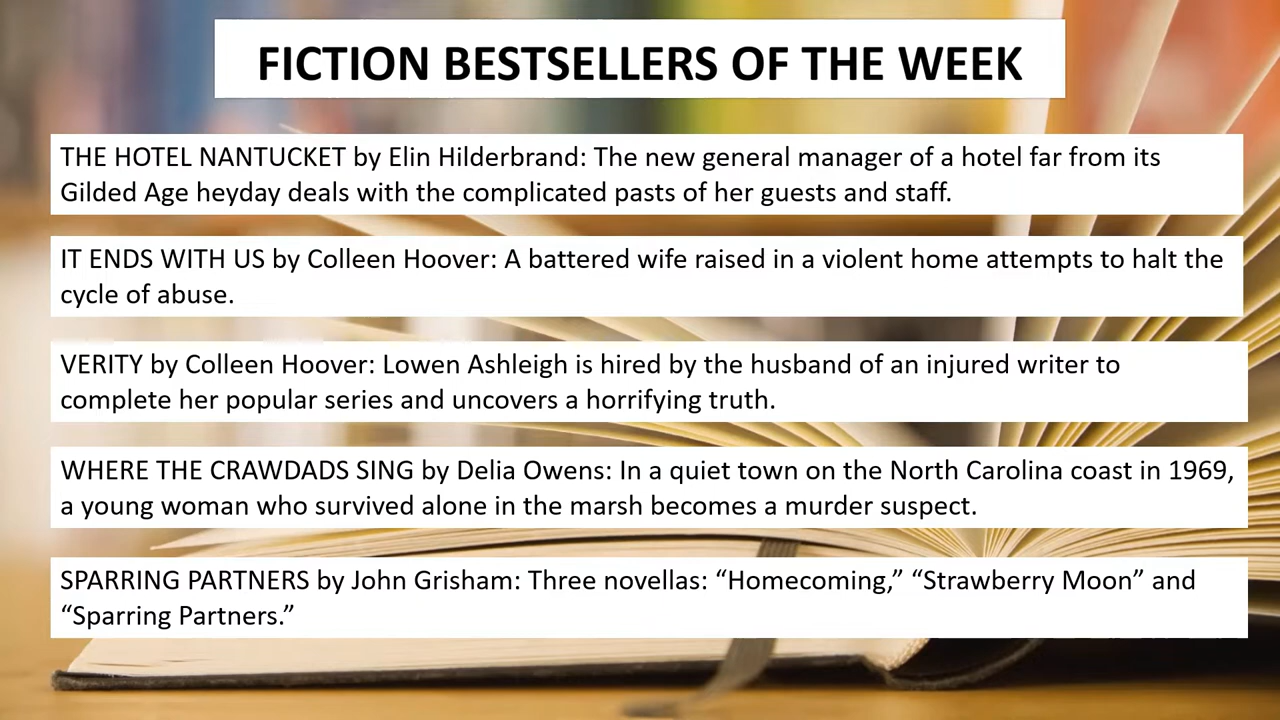 FICTION BESTSELLERS OF THE WEEK
THE HOTEL NANTUCKET by Elin Hilderbrand: The new general manager of a hotel far from its
Gilded Age heyday deals with the complicated pasts of her guests and staff.
IT ENDS WITH US by Colleen Hoover: A battered wife raised in a violent home attempts to halt the
cycle of abuse.
VERITY by Colleen Hoover: Lowen Ashleigh is hired by the husband of an injured writer to
complete her popular series and uncovers a horrifying truth.
WHERE THE CRAWDADS SING by Delia Owens: In a quiet town on the North Carolina coast in 1969,
a young woman who survived alone in the marsh becomes a murder suspect.
SPARRING PARTNERS by John Grisham: Three novellas: “Homecoming,” “Strawberry Moon” and
“Sparring Partners.”